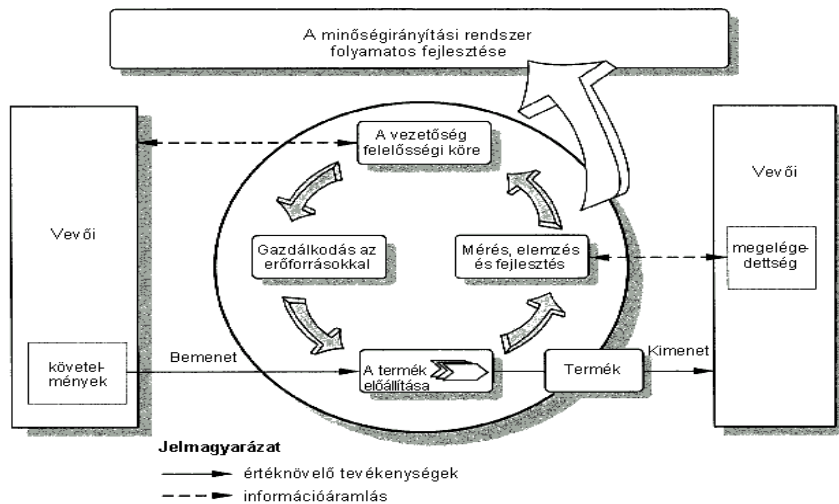 A minőségirányítási rendszer
folyamatos fejlesztése
Vevői
követel-
mények
A vezetőség
felelősségi köre
Gazdálkodás az
erőforrásokkal
Mérés, elemzés
és fejlesztés
Bemenet
A termék
előállítása
Termék
Kimenet
Vevői
megelége-
dettség
Jelmagyarázat
értéknövelő tevékenységek
információáramlás